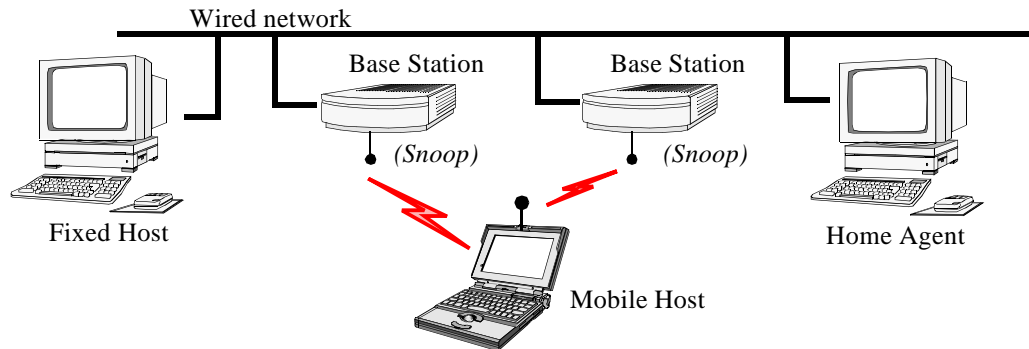 Wired network
Base Station
Base Station
(Snoop)
(Snoop)
Fixed Host
Home Agent
Mobile Host